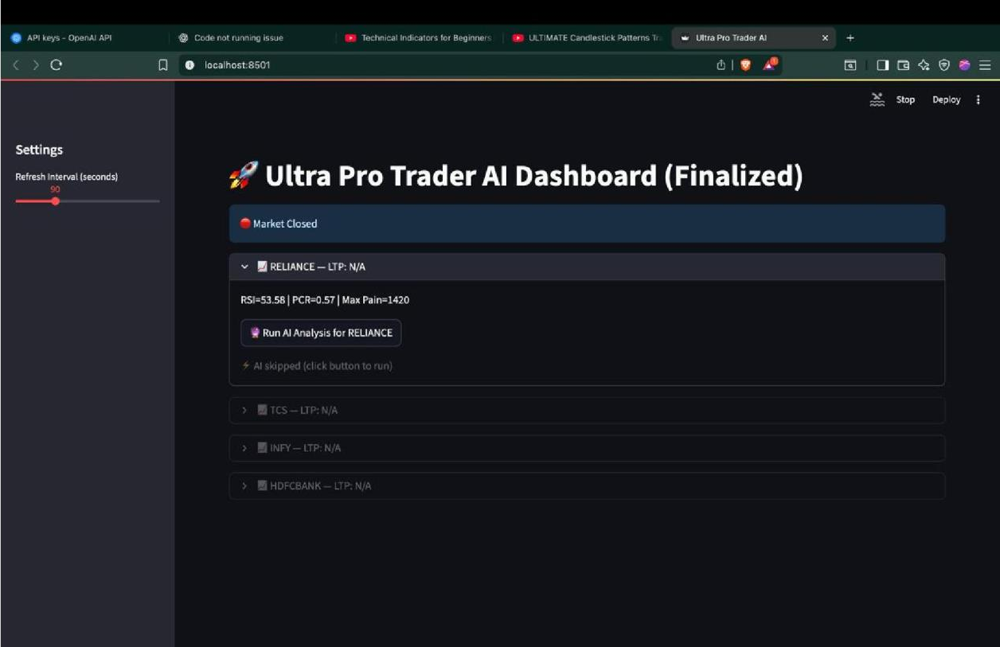 API keys - OpenAI API
Code not running issue
Technical Indicators for Beginners
ULTIMATE Candlestick Patterns Tra
Ultra Pro Trader AI
localhost:8501
Stop
Deploy
Settings
Refresh Interval (seconds)
90
🚀 Ultra Pro Trader AI Dashboard (Finalized)
🔴 Market Closed
📈 RELIANCE — LTP: N/A
RSI=53.58 | PCR=0.57 | Max Pain=1420
🔮 Run AI Analysis for RELIANCE
⚡ AI skipped (click button to run)
📈 TCS — LTP: N/A
📈 INFY — LTP: N/A
📈 HDFCBANK — LTP: N/A